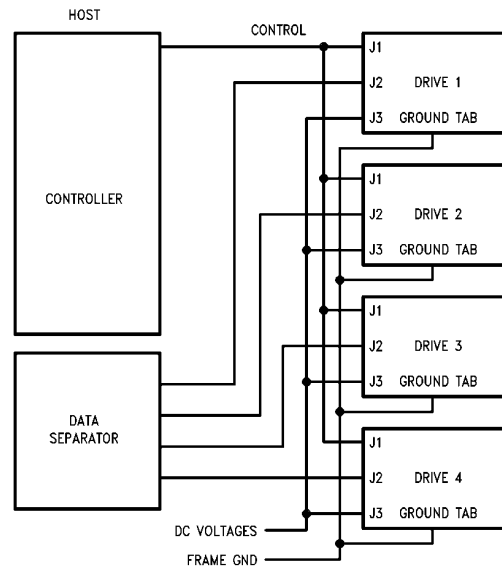 HOST
CONTROL
CONTROLLER
J1
J2 DRIVE 1
J3 GROUND TAB
J1
J2 DRIVE 2
J3 GROUND TAB
J1
J2 DRIVE 3
J3 GROUND TAB
J1
J2 DRIVE 4
J3 GROUND TAB
DATA
SEPARATOR
DC VOLTAGES
FRAME GND